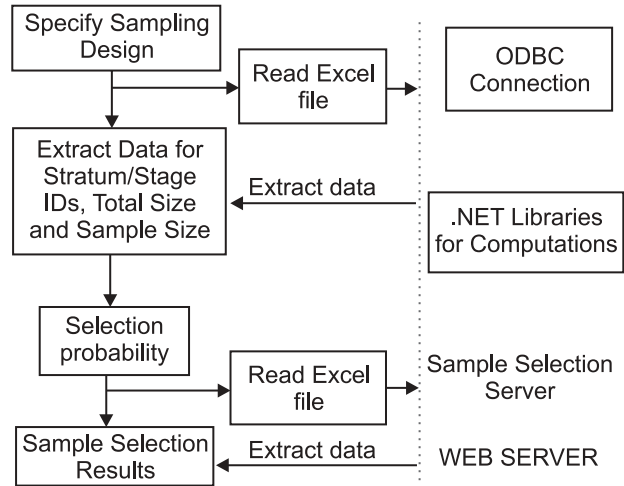 Specify Sampling
Design
Read Excel
file
ODBC
Connection
Extract Data for
Stratum/Stage
IDs, Total Size
and Sample Size
Extract data
.NET Libraries
for Computations
Selection
probability
Read Excel
file
Sample Selection
Server
Sample Selection
Results
Extract data
WEB SERVER